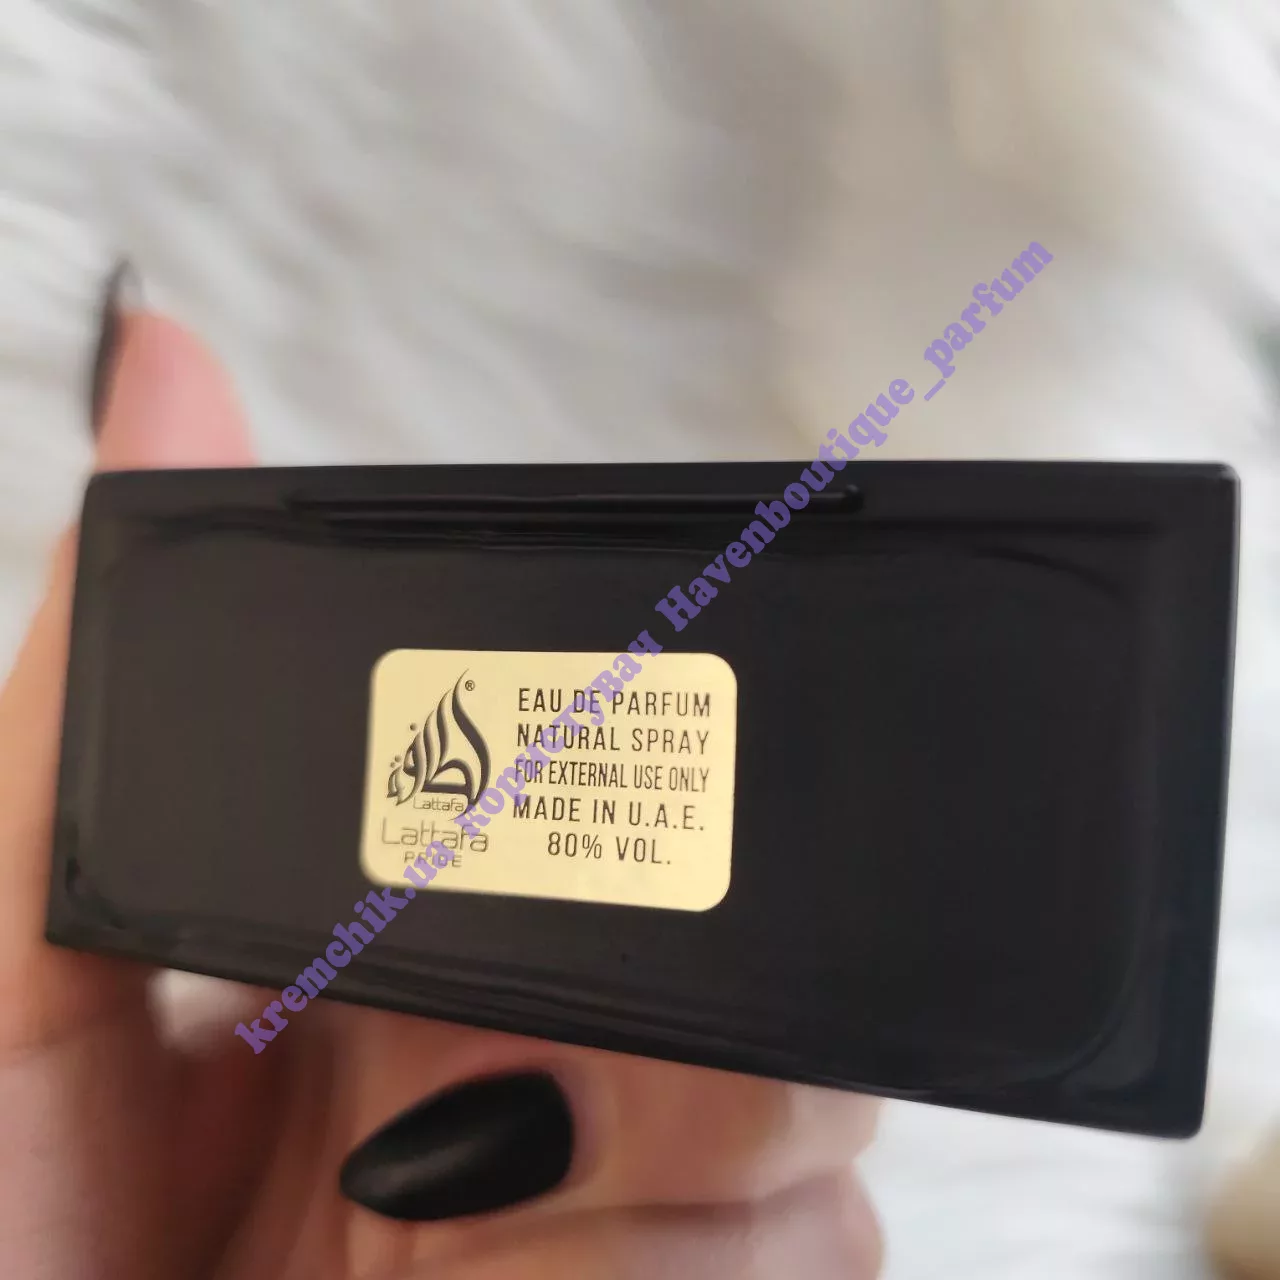 لطافة
®
Lattafa
Lattafa
PRIDE
EAU DE PARFUM
NATURAL SPRAY
FOR EXTERNAL USE ONLY
MADE IN U.A.E.
80% VOL.
kremchik.ua Користувач Havenboutique_parfum